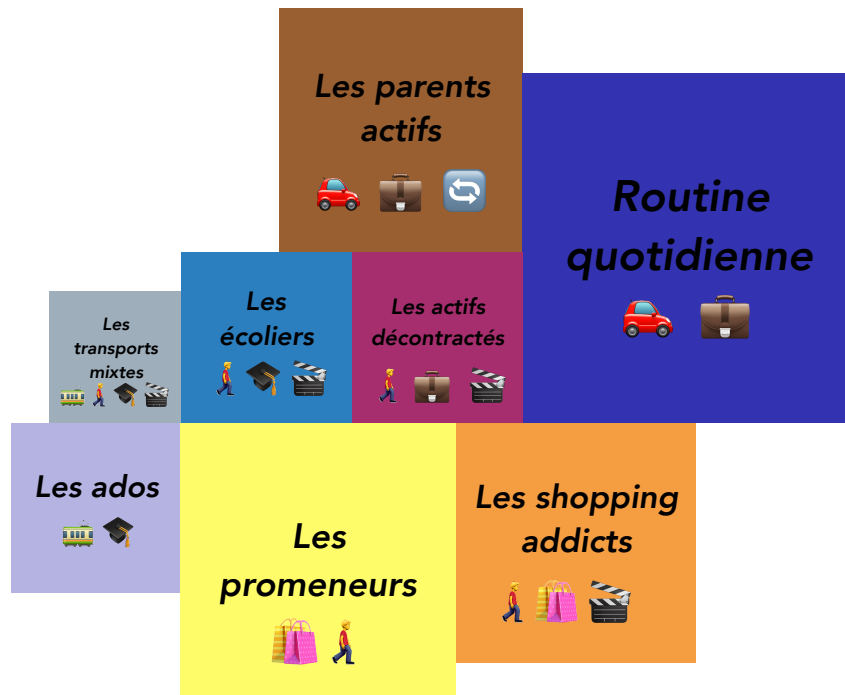 Les parents
actifs
Routine
quotidienne
Les
écoliers
Les actifs
décontractés
Les
transports
mixtes
Les ados
Les shopping
addicts
Les
promeneurs